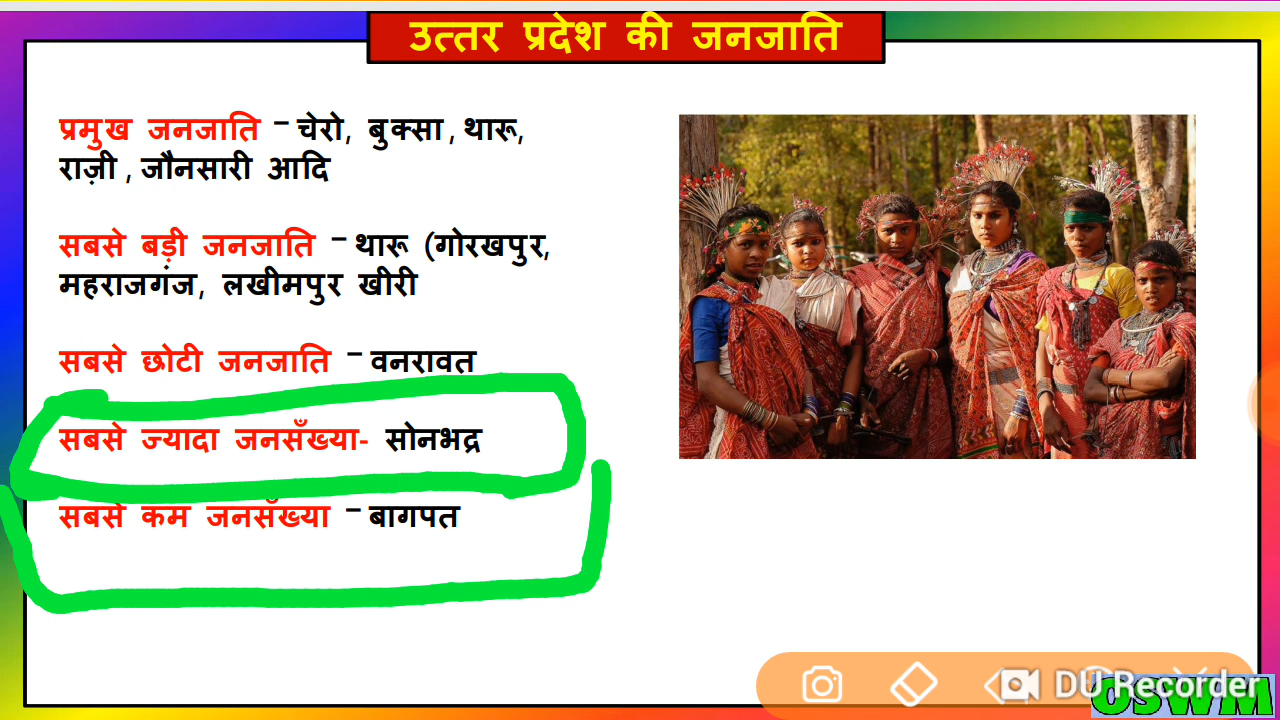 उत्तर प्रदेश की जनजाति
प्रमुख जनजाति – चेरो, बुक्सा, थारू,
राज़ी, जौनसारी आदि
सबसे बड़ी जनजाति – थारू (गोरखपुर,
महराजगंज, लखीमपुर खीरी
सबसे छोटी जनजाति – वनरावत
सबसे ज्यादा जनसँख्या- सोनभद्र
सबसे कम जनसँख्या – बागपत
DU Recorder
OSWM